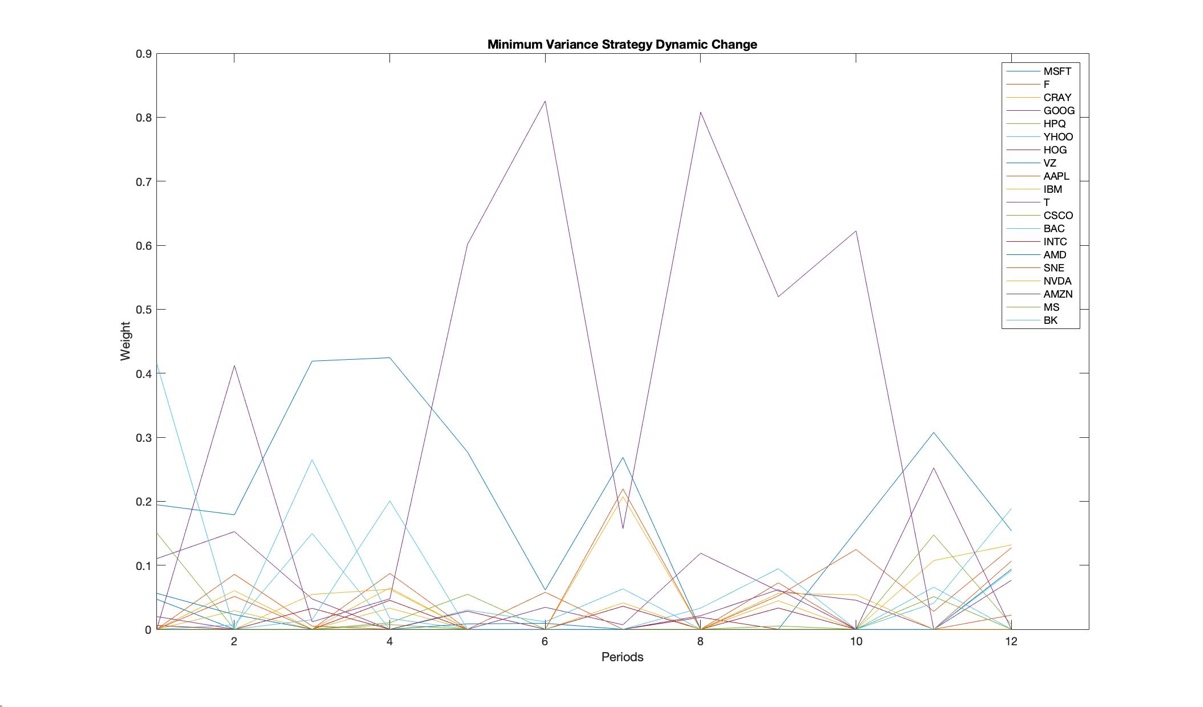 Minimum Variance Strategy Dynamic Change
0.9
0.8
0.7
0.6
0.5
0.4
0.3
0.2
0.1
0
Weight
2
4
6
8
10
12
Periods
MSFT
F
CRAY
GOOG
HPQ
YHOO
HOG
VZ
AAPL
IBM
T
CSCO
BAC
INTC
AMD
SNE
NVDA
AMZN
MS
BK